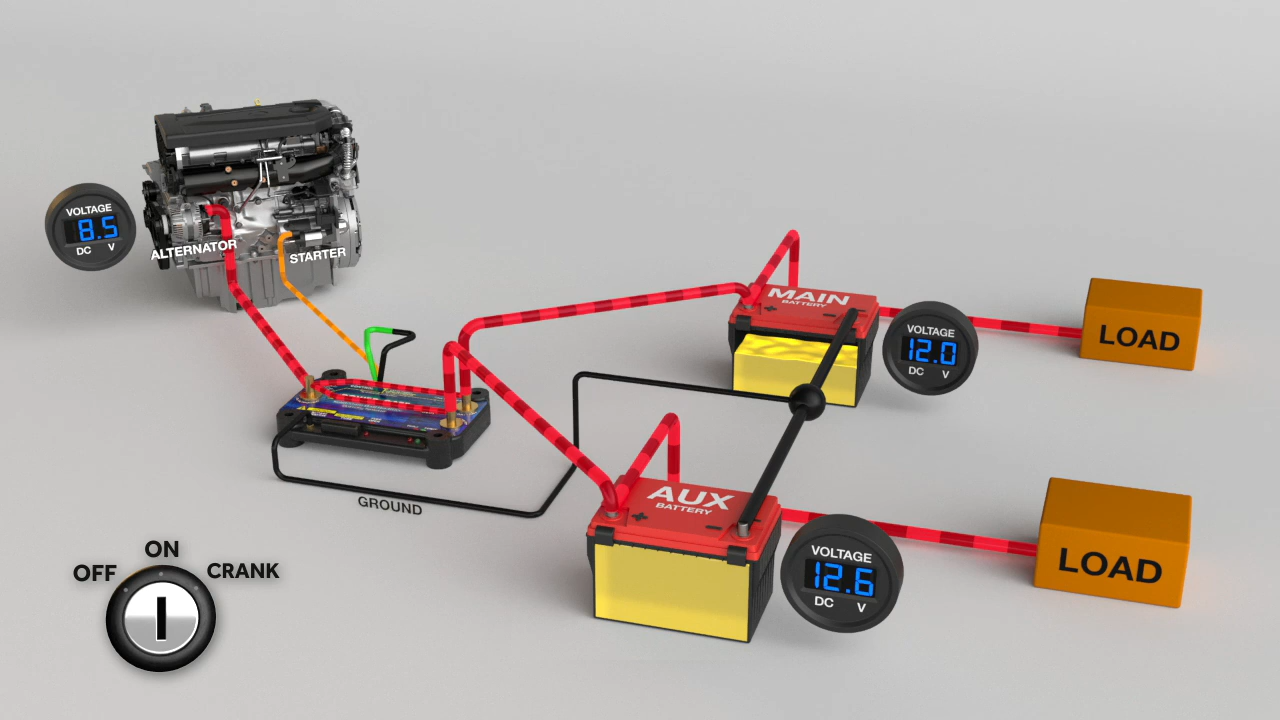 VOLTAGE
8.5
DC V
ALTERNATOR
STARTER
MAIN
BATTERY
VOLTAGE
12.0
DC V
LOAD
AUX
BATTERY
VOLTAGE
12.6
DC V
LOAD
GROUND
ON
OFF
CRANK